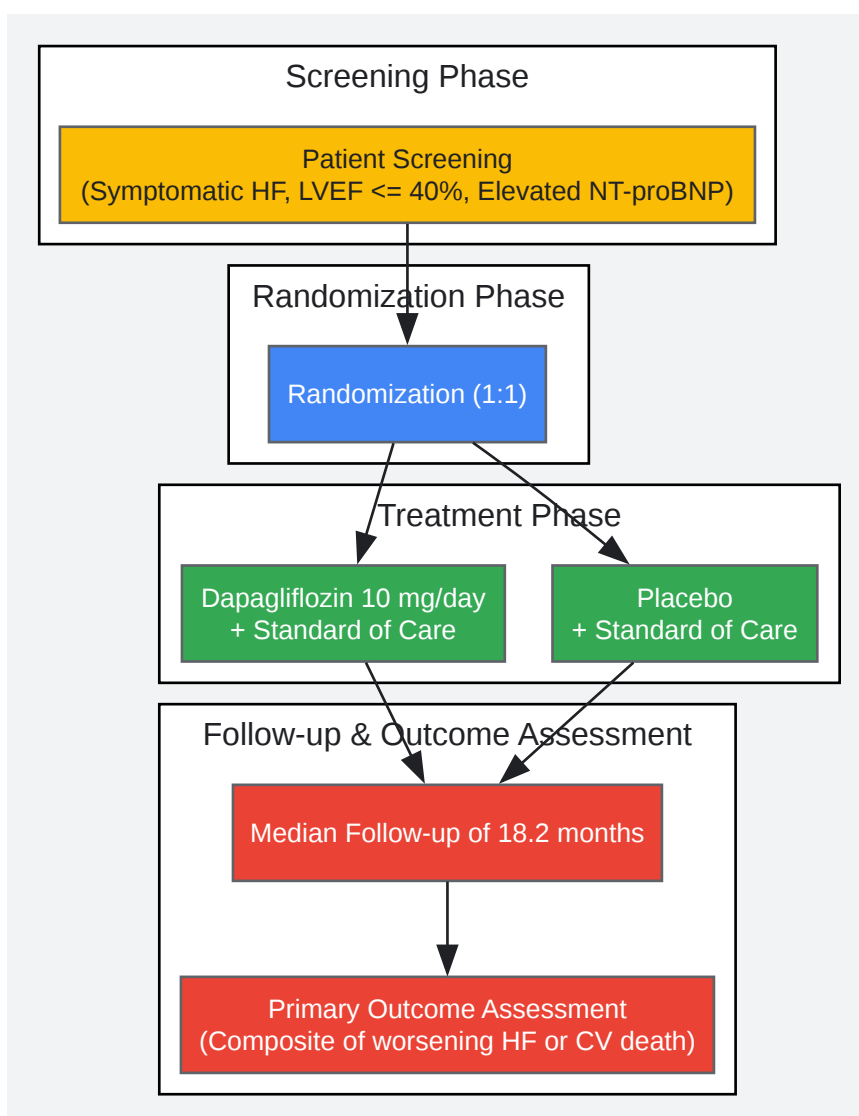 Screening Phase
Patient Screening
(Symptomatic HF, LVEF <= 40%, Elevated NT-proBNP)
Randomization Phase
Randomization (1:1)
Treatment Phase
Dapagliflozin 10 mg/day
+ Standard of Care
Placebo
+ Standard of Care
Follow-up & Outcome Assessment
Median Follow-up of 18.2 months
Primary Outcome Assessment
(Composite of worsening HF or CV death)